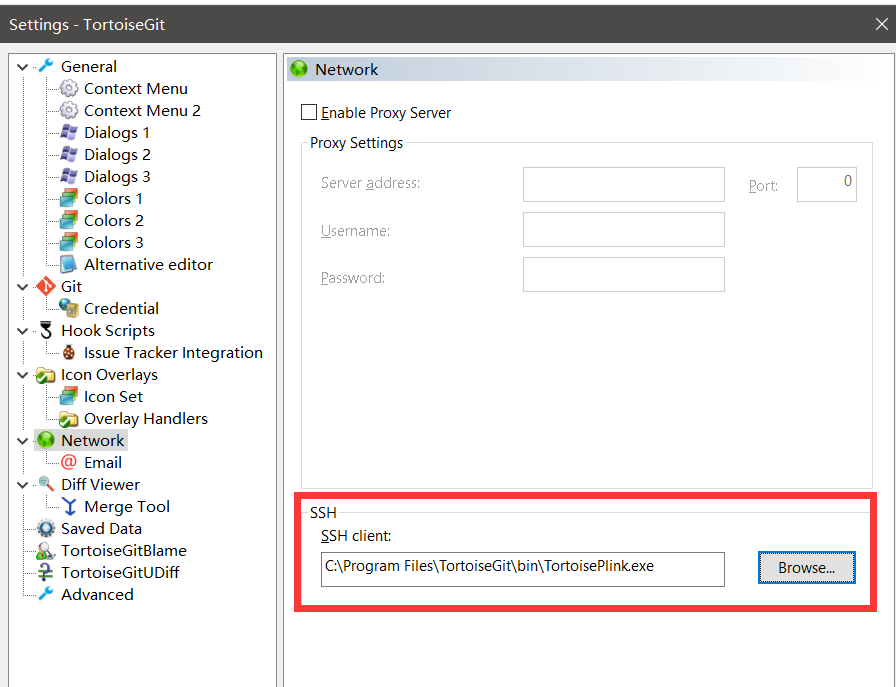 Settings - TortoiseGit
General
Context Menu
Context Menu 2
Dialogs 1
Dialogs 2
Dialogs 3
Colors 1
Colors 2
Colors 3
Alternative editor
Git
Credential
Hook Scripts
Issue Tracker Integration
Icon Overlays
Icon Set
Overlay Handlers
Network
Email
Diff Viewer
Merge Tool
Saved Data
TortoiseGitBlame
TortoiseGitUDiff
Advanced
Network
Enable Proxy Server
Proxy Settings
Server address:
Port:
0
Username:
Password:
SSH
SSH client:
C:\Program Files\TortoiseGit\bin\TortoisePlink.exe
Browse...